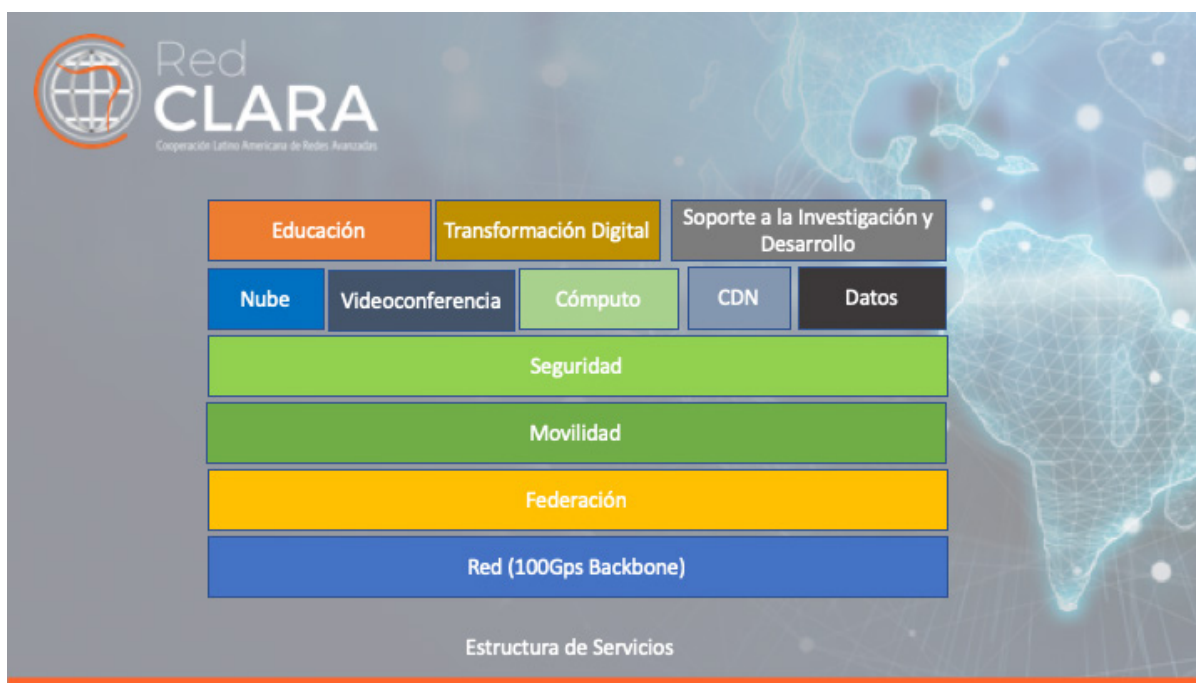 Red
CLARA
Cooperación Latino Americana de Redes Avanzadas
Educación
Transformación Digital
Soporte a la Investigación y
Desarrollo
Nube
Videoconferencia
Cómputo
CDN
Datos
Seguridad
Movilidad
Federación
Red (100Gps Backbone)
Estructura de Servicios